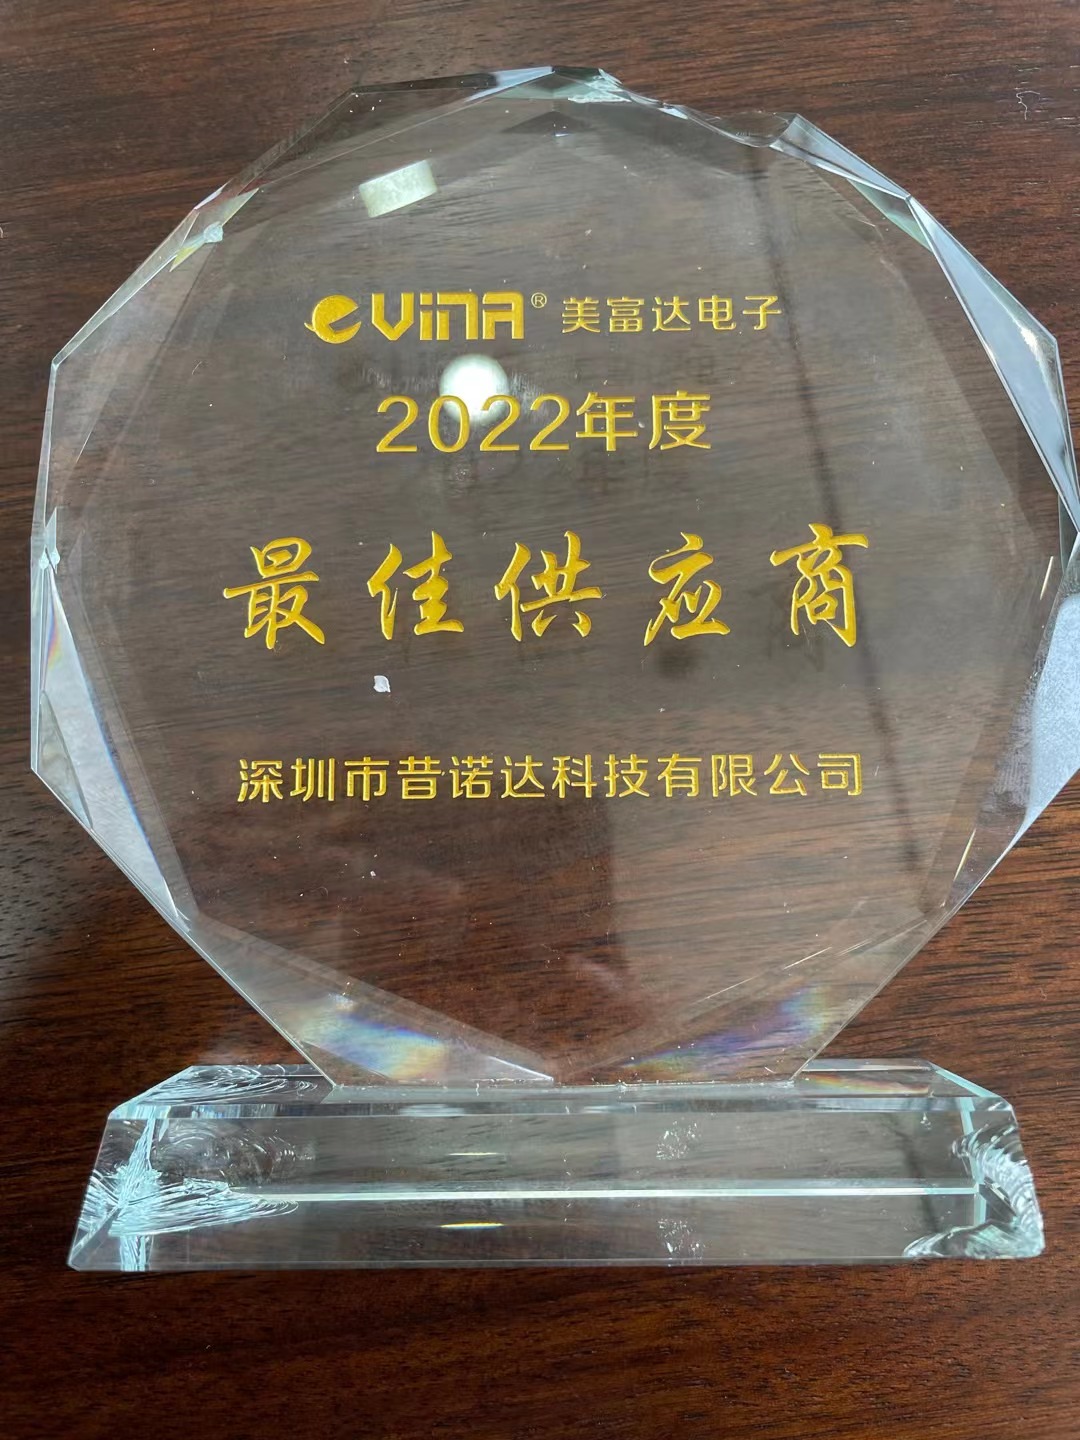 eVINA® 美富达电子
2022年度
最佳供应商
深圳市昔诺达科技有限公司